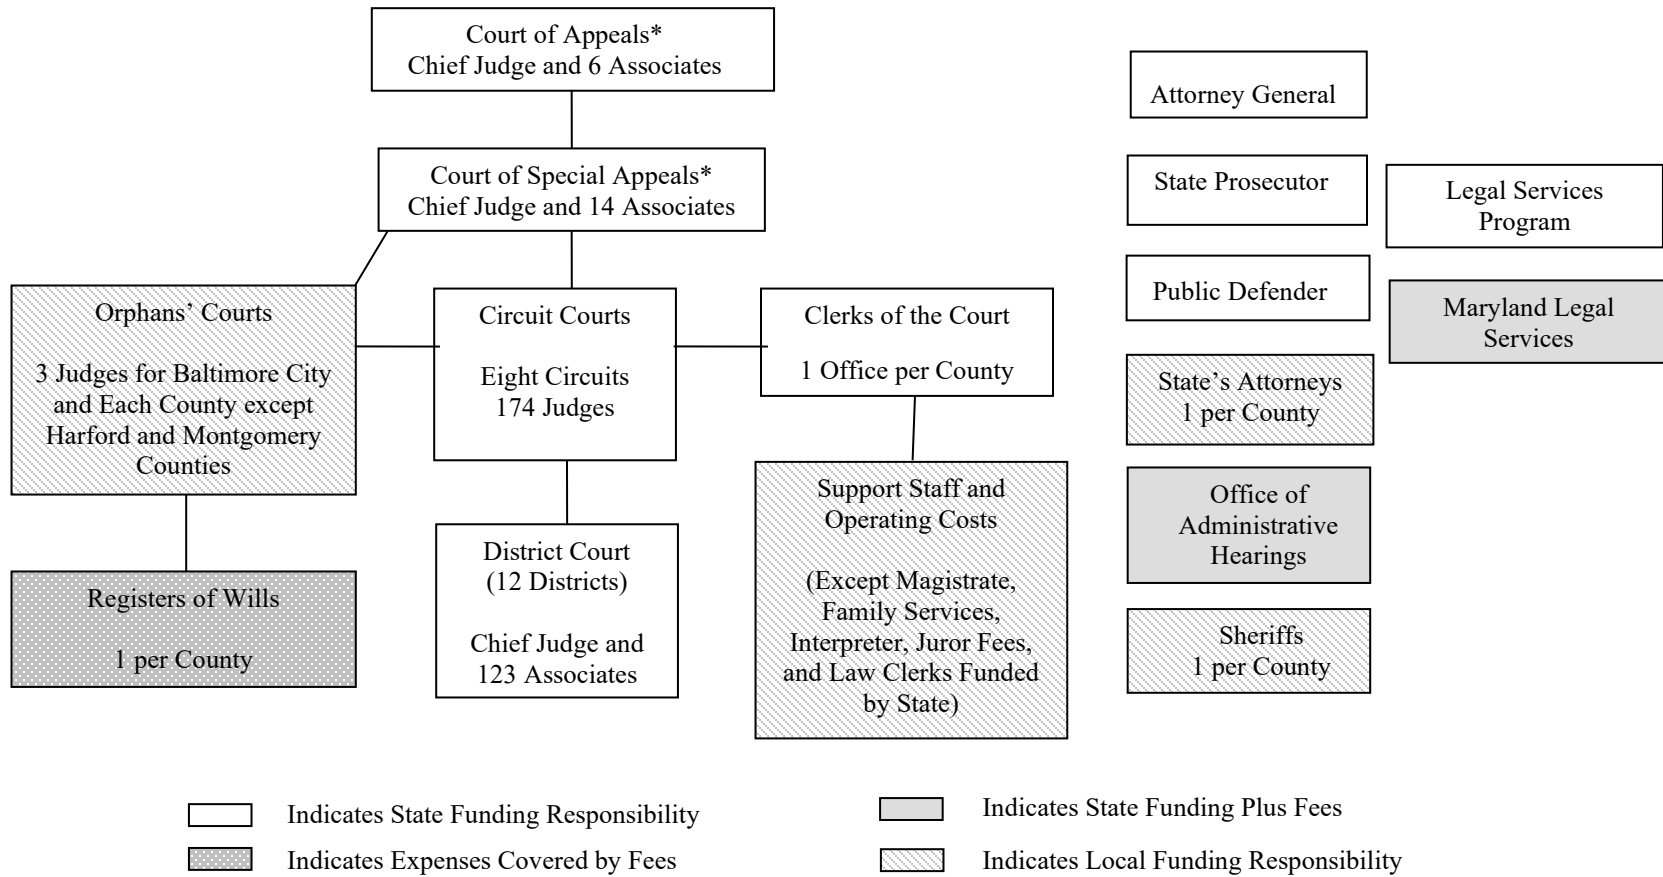 Court of Appeals*
Chief Judge and 6 Associates
Court of Special Appeals*
Chief Judge and 14 Associates
Orphans’ Courts
3 Judges for Baltimore City
and Each County except
Harford and Montgomery
Counties
Circuit Courts
Eight Circuits
174 Judges
Clerks of the Court
1 Office per County
Registers of Wills
1 per County
District Court
(12 Districts)
Chief Judge and
123 Associates
Support Staff and
Operating Costs
(Except Magistrate,
Family Services,
Interpreter, Juror Fees,
and Law Clerks Funded
by State)
Attorney General
State Prosecutor
Public Defender
State’s Attorneys
1 per County
Office of
Administrative
Hearings
Sheriffs
1 per County
Legal Services
Program
Maryland Legal
Services
Indicates State Funding Responsibility
Indicates Expenses Covered by Fees
Indicates State Funding Plus Fees
Indicates Local Funding Responsibility